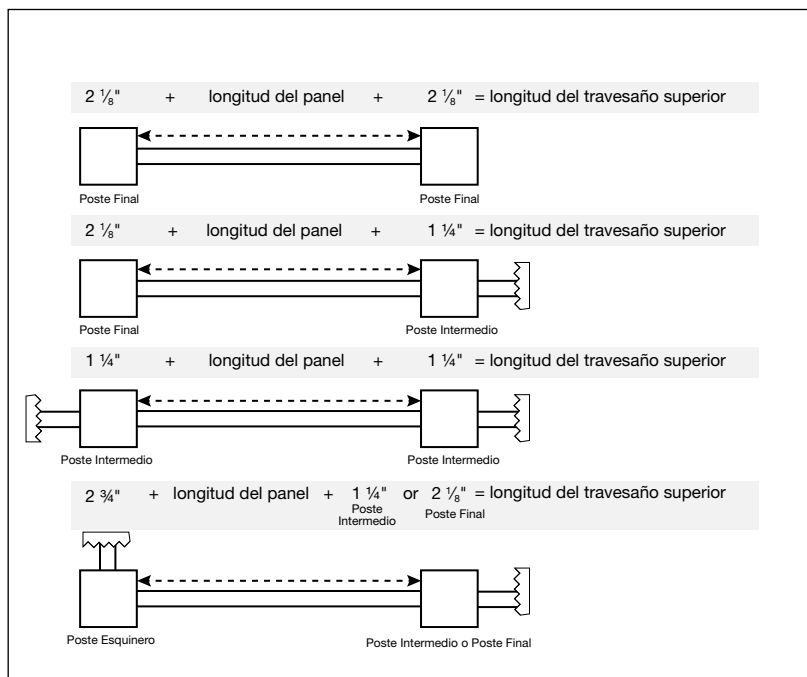 2 ⅛" + longitud del panel + 2 ⅛" = longitud del travesaño superior
Poste Final Poste Final
2 ⅛" + longitud del panel + 1 ¼" = longitud del travesaño superior
Poste Final Poste Intermedio
1 ¼" + longitud del panel + 1 ¼" = longitud del travesaño superior
Poste Intermedio Poste Intermedio
2 ¾" + longitud del panel + 1 ¼" or 2 ⅛" = longitud del travesaño superior
Poste
Intermedio Poste Final
Poste Esquinero Poste Intermedio o Poste Final